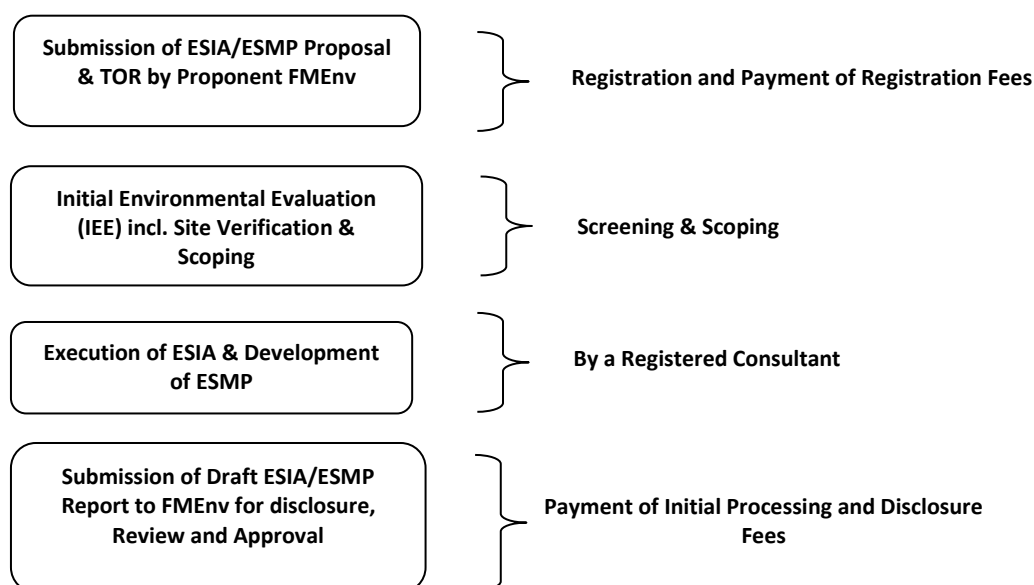 Submission of ESIA/ESMP Proposal
& TOR by Proponent FMEnv
Registration and Payment of Registration Fees
Initial Environmental Evaluation
(IEE) incl. Site Verification &
Scoping
Screening & Scoping
Execution of ESIA & Development
of ESMP
By a Registered Consultant
Submission of Draft ESIA/ESMP
Report to FMEnv for disclosure,
Review and Approval
Payment of Initial Processing and Disclosure
Fees